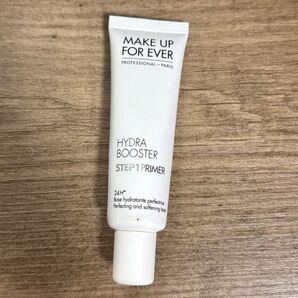 MAKE UP
FOR EVER
PROFESSIONAL – PARIS
HYDRA
BOOSTER
STEP 1 PRIMER
24H*
Base hydratante perfectrice
Perfecting and softening base